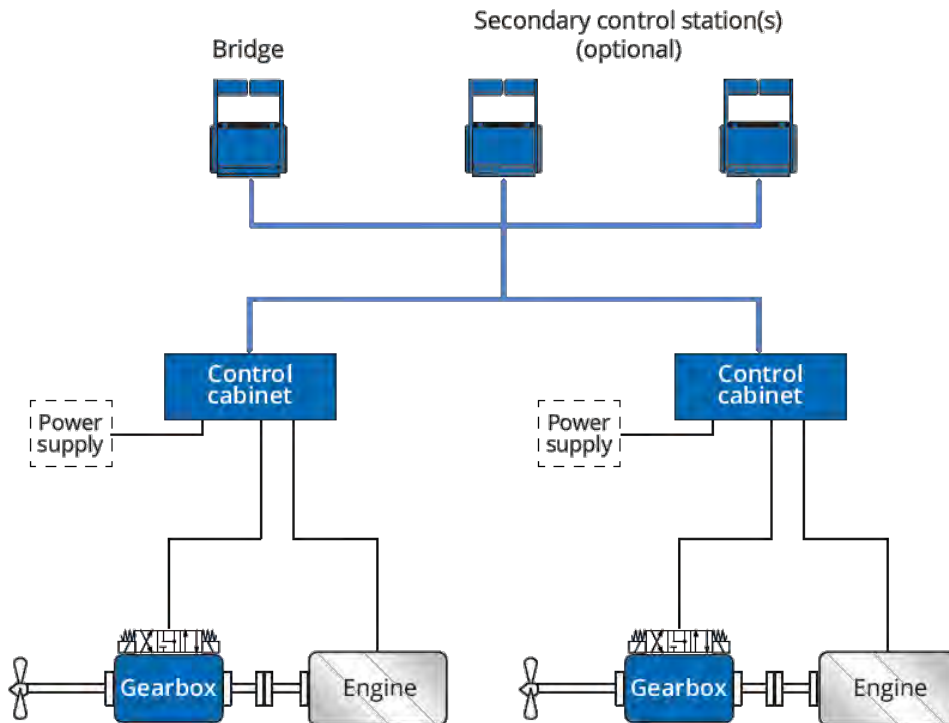 Secondary control station(s)
(optional)
Bridge
Control
cabinet
Control
cabinet
Power
supply
Power
supply
Gearbox
Engine
Gearbox
Engine